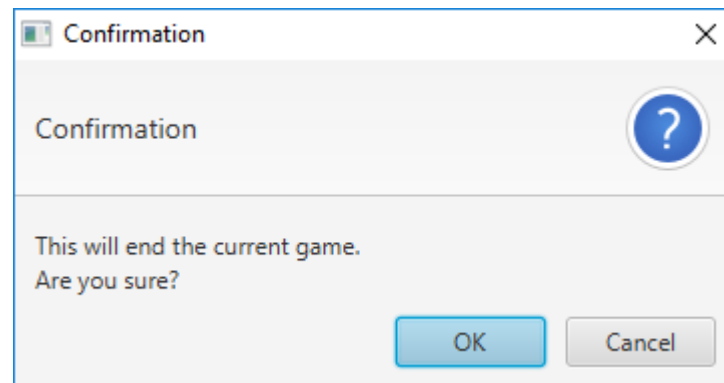 Confirmation
Confirmation
?
This will end the current game.
Are you sure?
OK Cancel